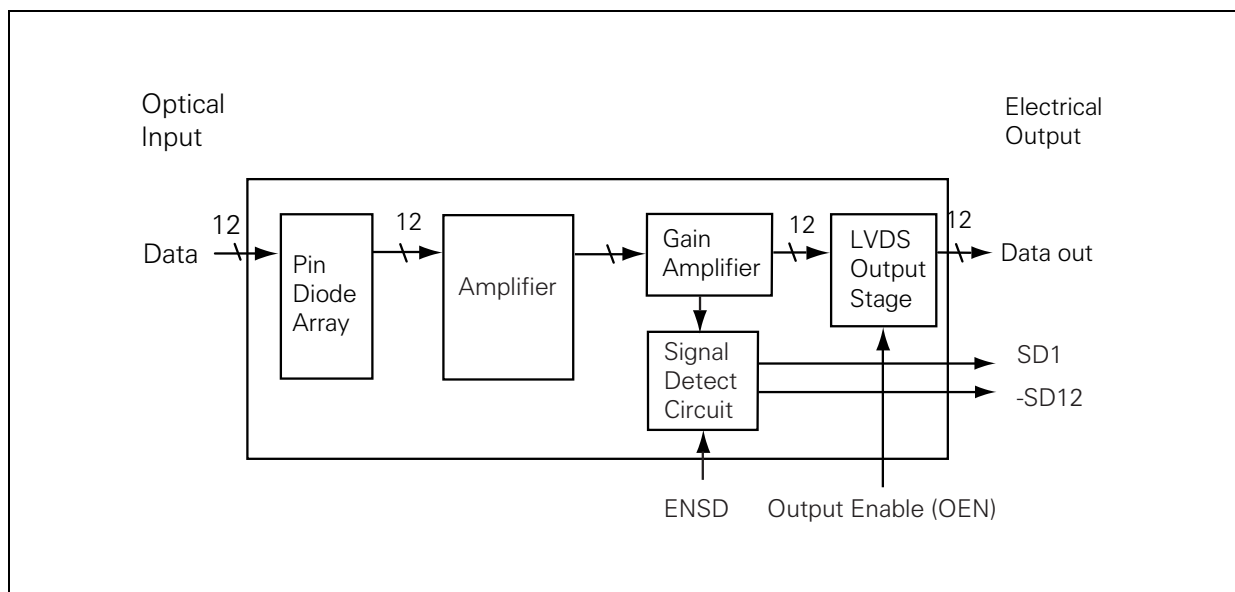 Optical
Input
Electrical
Output
Data
12
Pin
Diode
Array
12
Amplifier
Gain
Amplifier
12
LVDS
Output
Stage
12
Data out
Signal
Detect
Circuit
SD1
-SD12
ENSD
Output Enable (OEN)